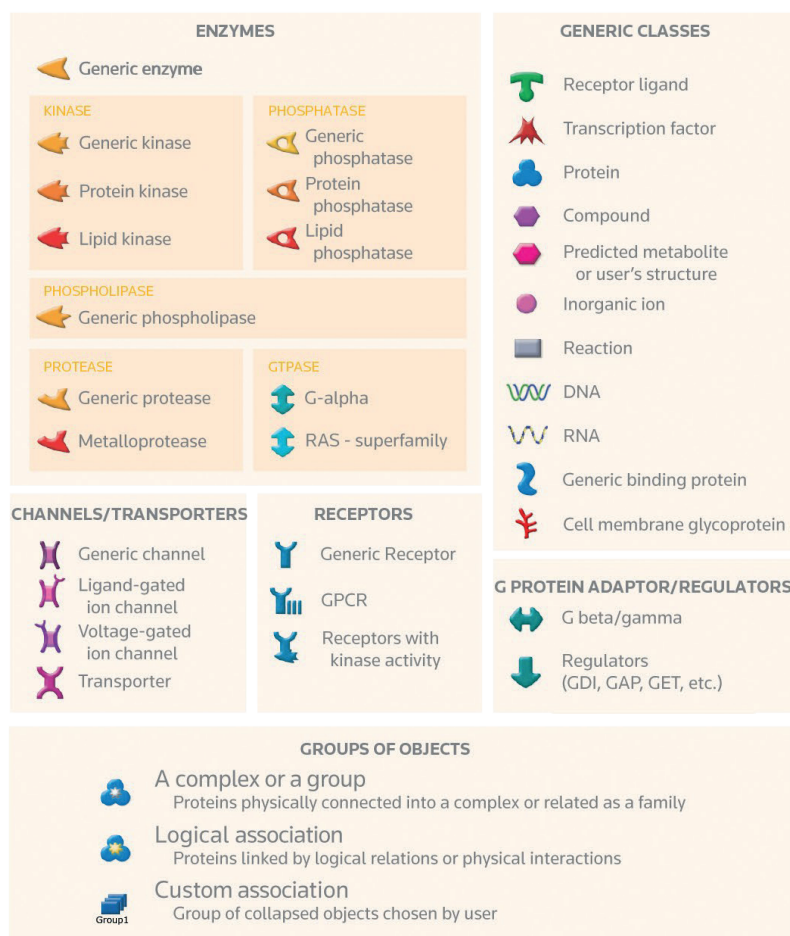 ENZYMES
Generic enzyme
KINASE
Generic kinase
Protein kinase
Lipid kinase
PHOSPHATASE
Generic
phosphatase
Protein
phosphatase
Lipid
phosphatase
PHOSPHOLIPASE
Generic phospholipase
PROTEASE
Generic protease
Metalloprotease
GTPASE
G-alpha
RAS - superfamily
GENERIC CLASSES
Receptor ligand
Transcription factor
Protein
Compound
Predicted metabolite
or user's structure
Inorganic ion
Reaction
DNA
RNA
Generic binding protein
Cell membrane glycoprotein
CHANNELS/TRANSPORTERS
Generic channel
Ligand-gated
ion channel
Voltage-gated
ion channel
Transporter
RECEPTORS
Generic Receptor
GPCR
Receptors with
kinase activity
G PROTEIN ADAPTOR/REGULATORS
G beta/gamma
Regulators
(GDI, GAP, GET, etc.)
GROUPS OF OBJECTS
A complex or a group
Proteins physically connected into a complex or related as a family
Logical association
Proteins linked by logical relations or physical interactions
Custom association
Group of collapsed objects chosen by user
Group1